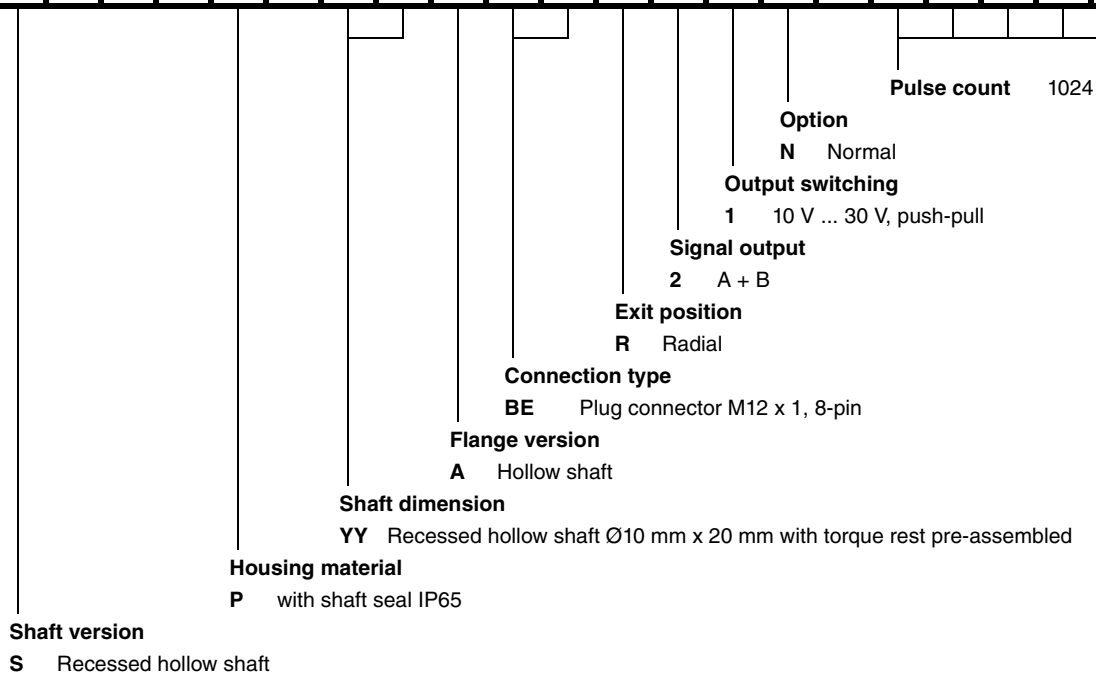 Pulse count 1024
Option
N Normal
Output switching
1 10 V ... 30 V, push-pull
Signal output
2 A + B
Exit position
R Radial
Connection type
BE Plug connector M12 x 1, 8-pin
Flange version
A Hollow shaft
Shaft dimension
YY Recessed hollow shaft Ø10 mm x 20 mm with torque rest pre-assembled
Housing material
P with shaft seal IP65
Shaft version
S Recessed hollow shaft